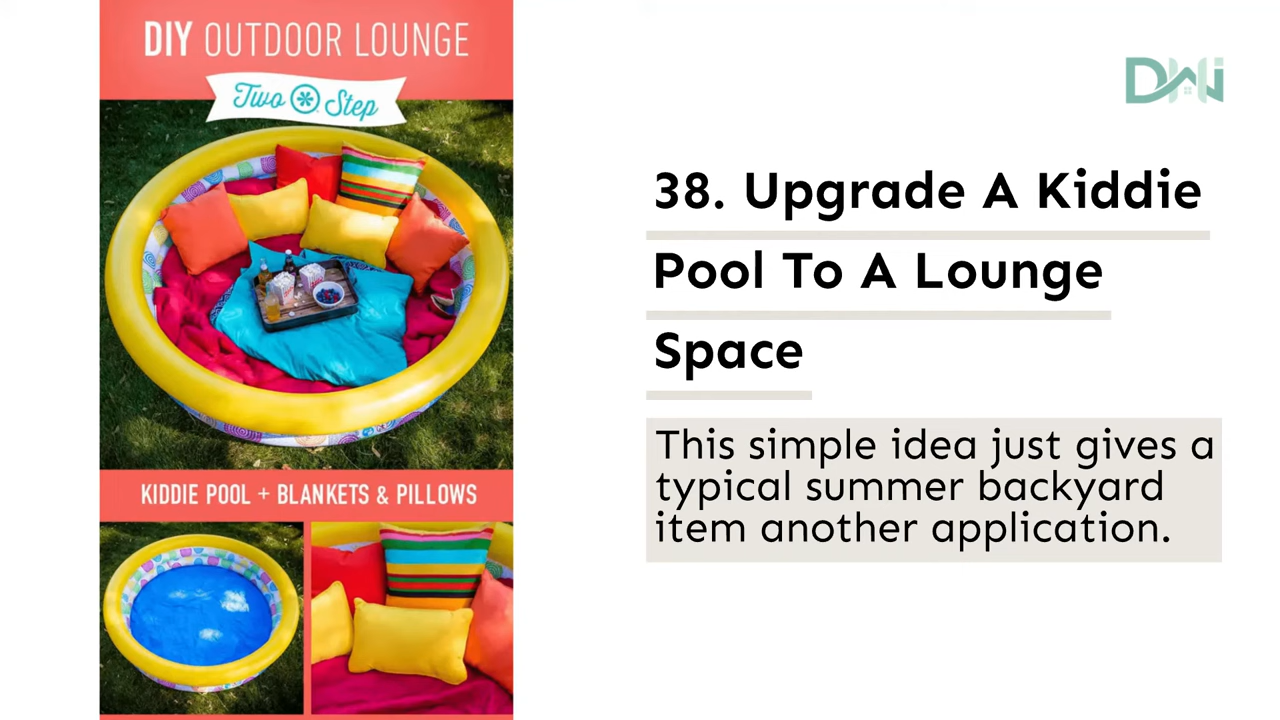 DIY OUTDOOR LOUNGE
Two Step
KIDDIE POOL + BLANKETS & PILLOWS
DWi
38. Upgrade A Kiddie
Pool To A Lounge
Space
This simple idea just gives a
typical summer backyard
item another application.